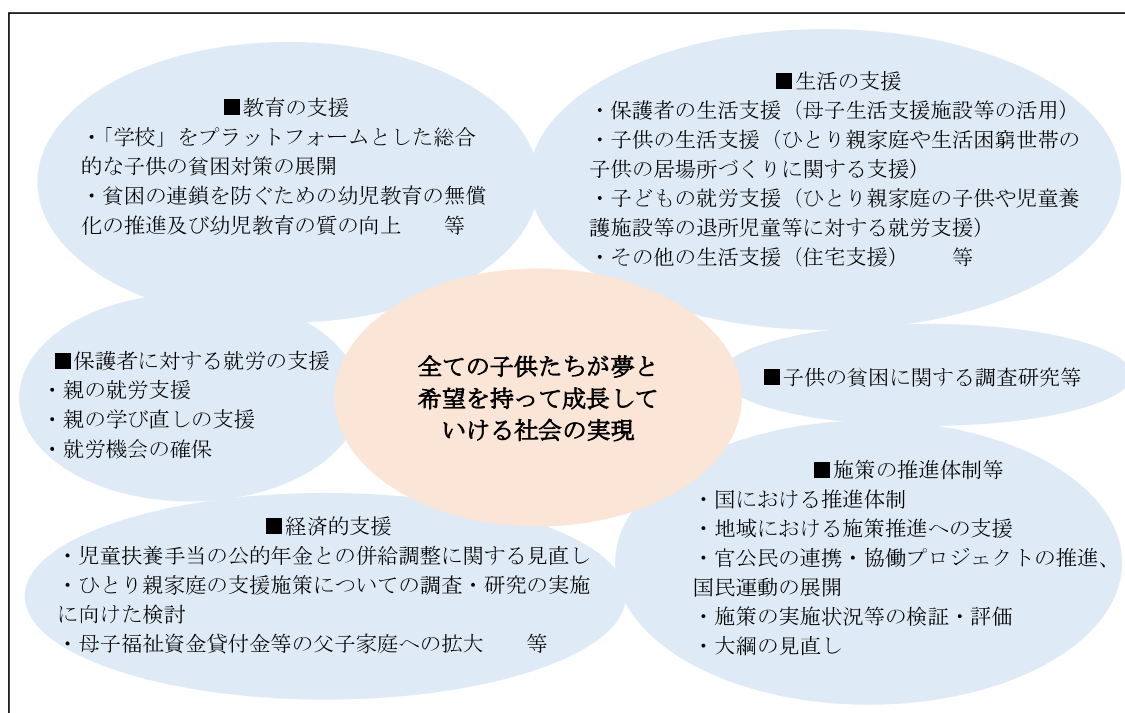 ■教育の支援
・「学校」をプラットフォームとした総合
的な子供の貧困対策の展開
・貧困の連鎖を防ぐための幼児教育の無償
化の推進及び幼児教育の質の向上　　等
■生活の支援
・保護者の生活支援（母子生活支援施設等の活用）
・子供の生活支援（ひとり親家庭や生活困窮世帯の
子供の居場所づくりに関する支援）
・子どもの就労支援（ひとり親家庭の子供や児童養
護施設等の退所児童等に対する就労支援）
・その他の生活支援（住宅支援）　　等
■保護者に対する就労の支援
・親の就労支援
・親の学び直しの支援
・就労機会の確保
全ての子供たちが夢と
希望を持って成長して
いける社会の実現
■子供の貧困に関する調査研究等
■経済的支援
・児童扶養手当の公的年金との併給調整に関する見直し
・ひとり親家庭の支援施策についての調査・研究の実施
に向けた検討
・母子福祉資金貸付金等の父子家庭への拡大　　等
■施策の推進体制等
・国における推進体制
・地域における施策推進への支援
・官公民の連携・協働プロジェクトの推進、
国民運動の展開
・施策の実施状況等の検証・評価
・大綱の見直し